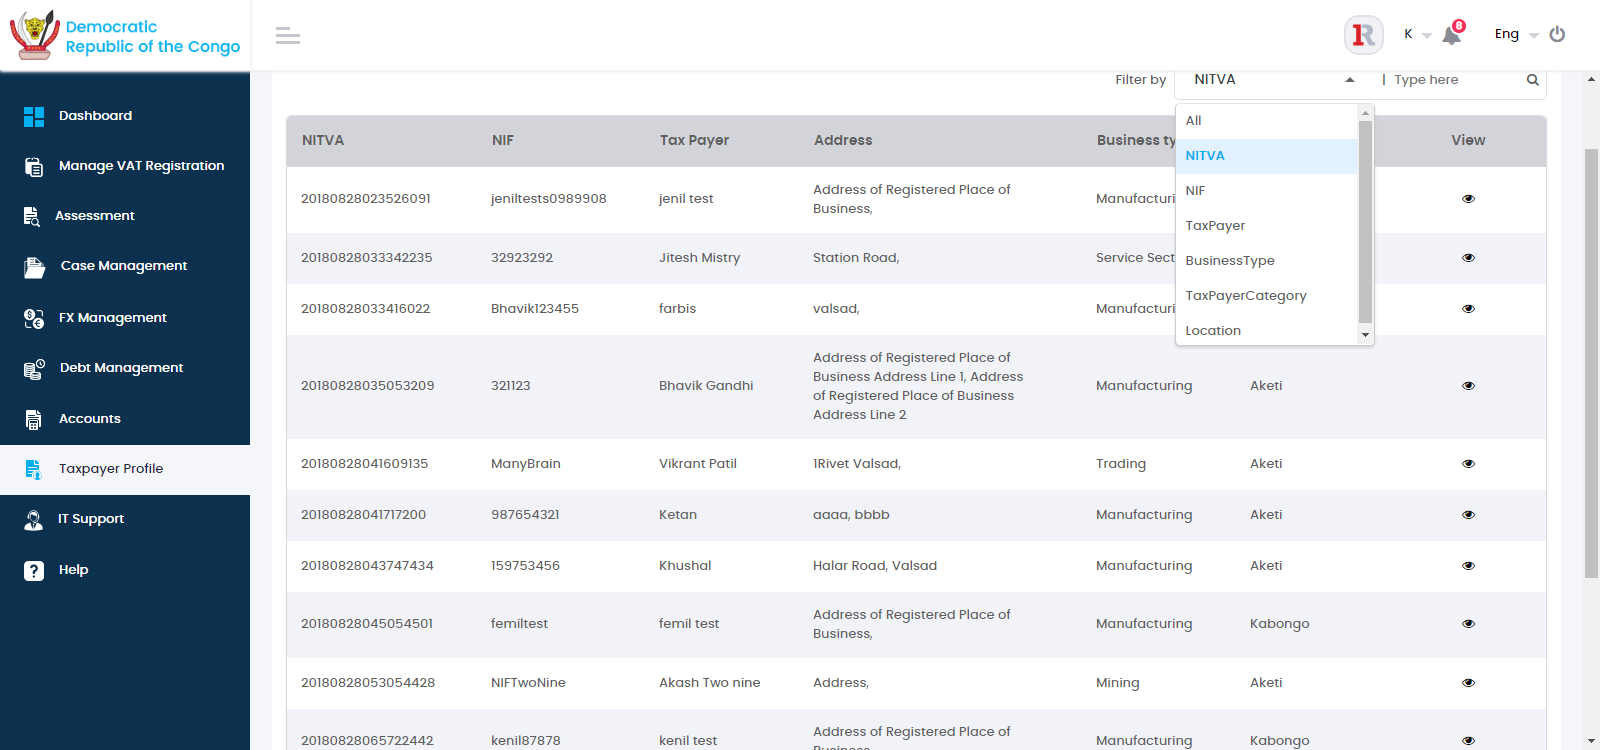 Democratic
Republic of the Congo
1R
K
8
Eng
Dashboard
Manage VAT Registration
Assessment
Case Management
FX Management
Debt Management
Accounts
Taxpayer Profile
IT Support
Help
Filter by
NITVA
| Type here
All
NITVA
NIF
TaxPayer
BusinessType
TaxPayerCategory
Location
NITVA NIF Tax Payer Address Business ty View
20180828023526091 jeniltests0989908 jenil test Address of Registered Place of
Business, Manufacturi
20180828033342235 32923292 Jitesh Mistry Station Road, Service Sect
20180828033416022 Bhavik123455 farbis valsad, Manufacturi
20180828035053209 321123 Bhavik Gandhi Address of Registered Place of
Business Address Line 1, Address
of Registered Place of Business
Address Line 2 Manufacturing Aketi
20180828041609135 ManyBrain Vikrant Patil 1Rivet Valsad, Trading Aketi
20180828041717200 987654321 Ketan aaaa, bbbb Manufacturing Aketi
20180828043747434 159753456 Khushal Halar Road, Valsad Manufacturing Aketi
20180828045054501 femiltest femil test Address of Registered Place of
Business, Manufacturing Kabongo
20180828053054428 NIFTwoNine Akash Two nine Address, Mining Aketi
20180828065722442 kenil87878 kenil test Address of Registered Place of
Manufacturing Kabongo